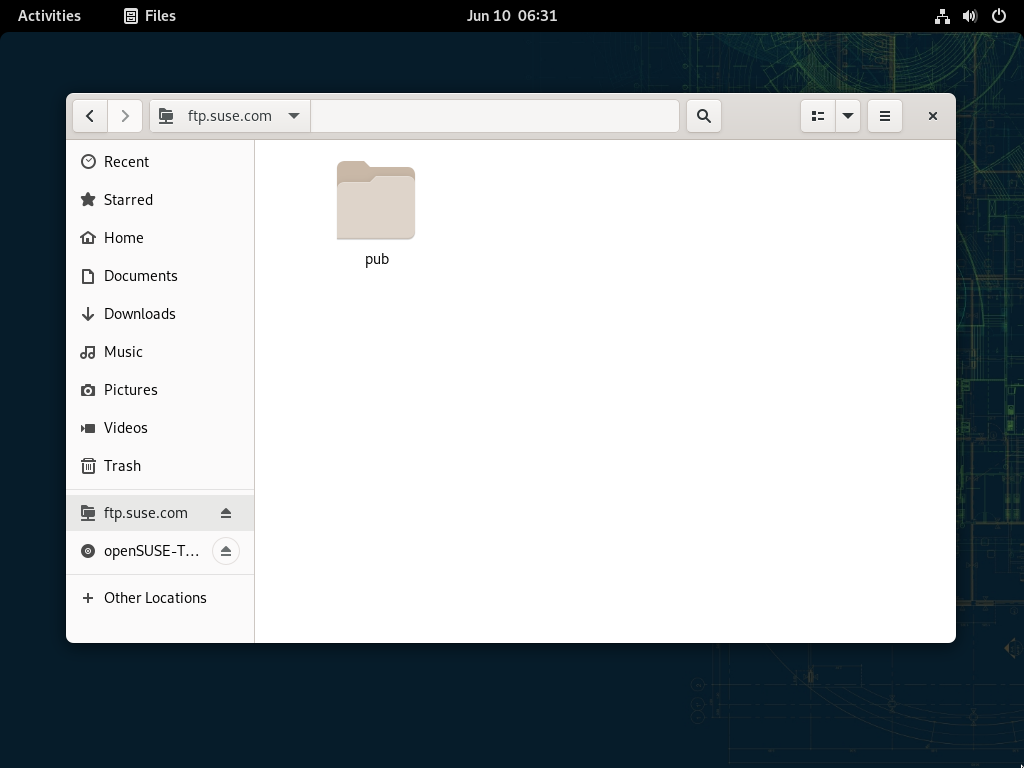 Activities
Files
Jun 10 06:31
ftp.suse.com
Recent
Starred
Home
Documents
Downloads
Music
Pictures
Videos
Trash
ftp.suse.com
openSUSE-T…
Other Locations
pub